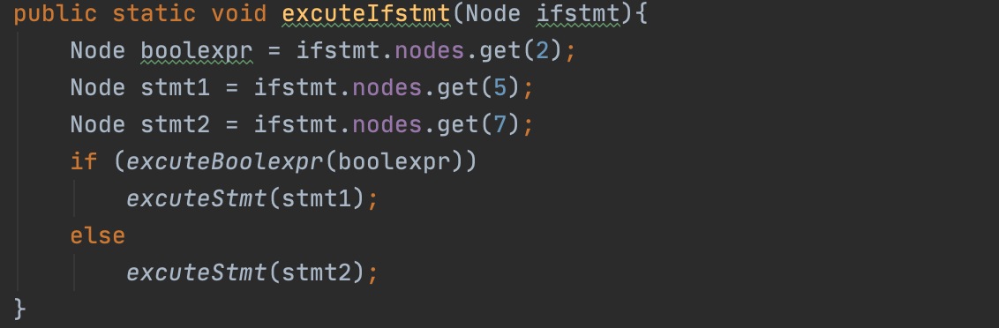 public static void excuteIfstmt(Node ifstmt){
    Node boolexpr = ifstmt.nodes.get(2);
    Node stmt1 = ifstmt.nodes.get(5);
    Node stmt2 = ifstmt.nodes.get(7);
    if (excuteBoolexpr(boolexpr))
        excuteStmt(stmt1);
    else
        excuteStmt(stmt2);
}